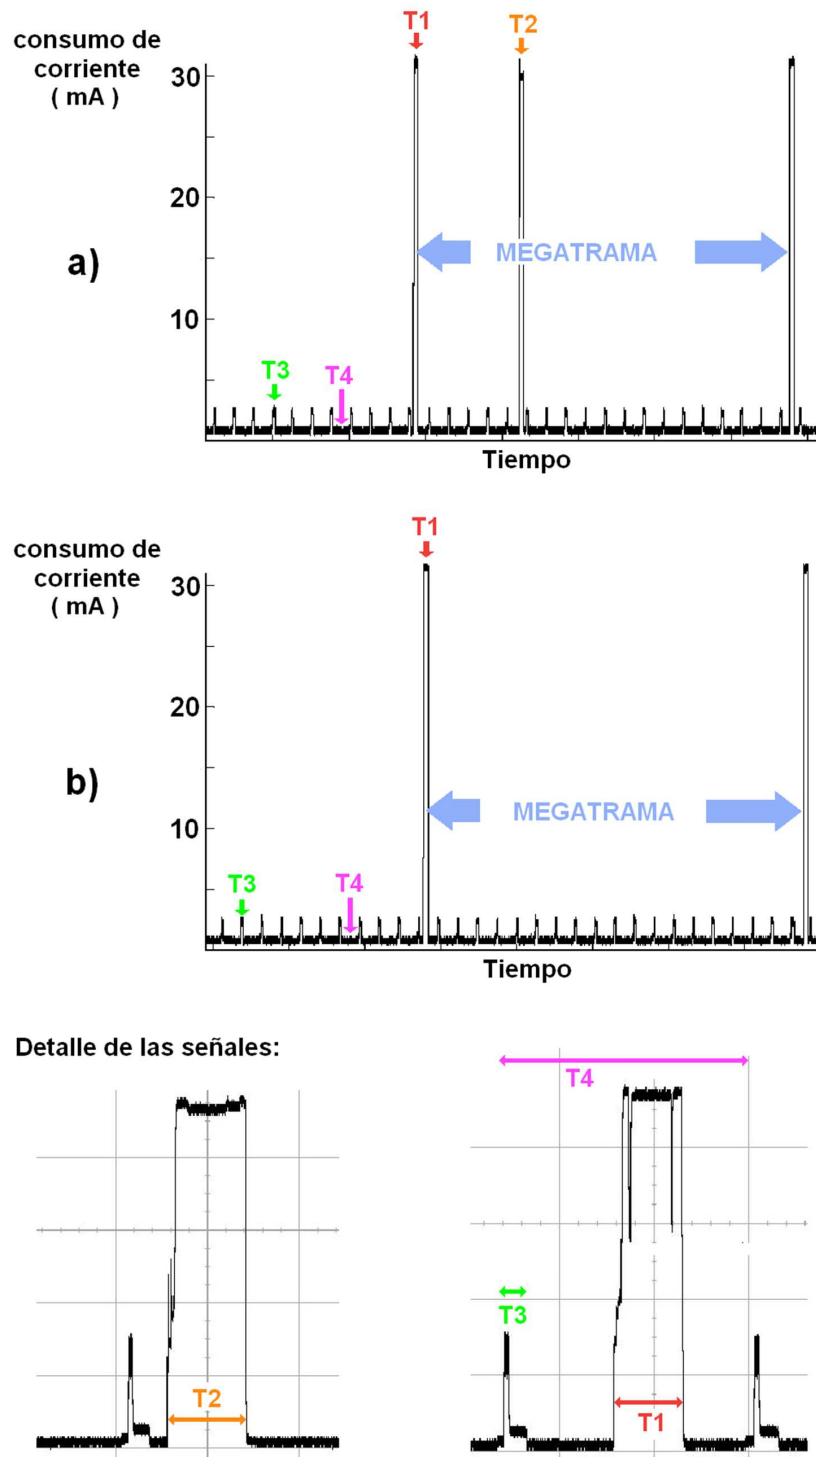 T1
T2
consumo de
corriente
( mA )
30
20
MEGATRAMA
a)
10
T3
T4
Tiempo
T1
consumo de
corriente
( mA )
30
20
b)
MEGATRAMA
10
T3
T4
Tiempo
Detalle de las señales:
T4
T3
T2
T1